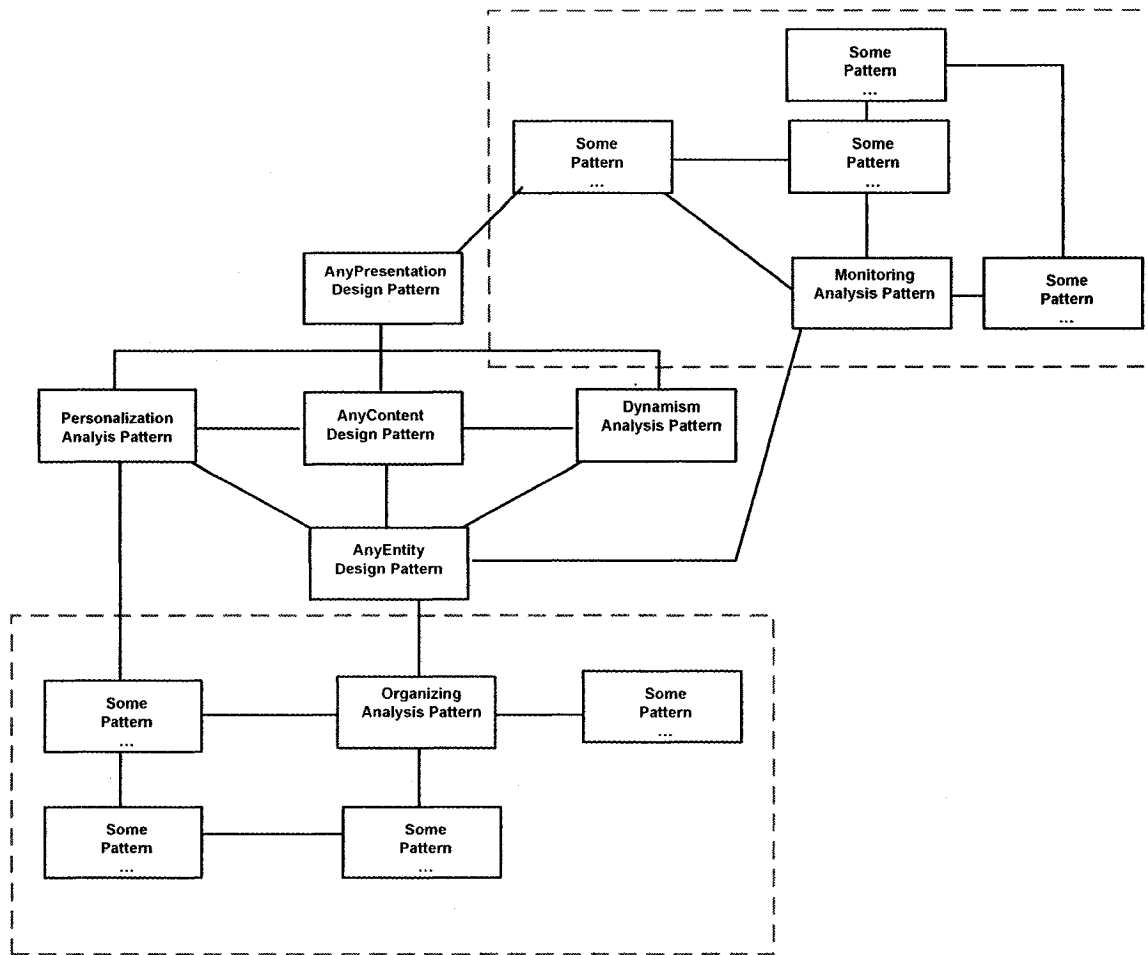 Some
Pattern
...
Some
Pattern
...
Some
Pattern
...
AnyPresentation
Design Pattern
Monitoring
Analysis Pattern
Some
Pattern
...
Personalization
Analyis Pattern
AnyContent
Design Pattern
Dynamism
Analysis Pattern
AnyEntity
Design Pattern
Some
Pattern
...
Organizing
Analysis Pattern
Some
Pattern
...
Some
Pattern
...
Some
Pattern
...